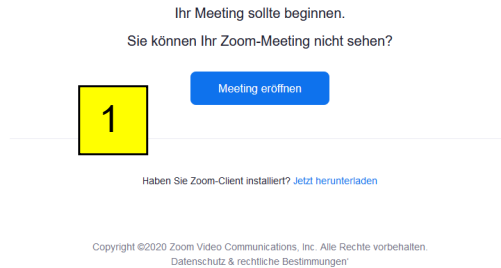 Ihr Meeting sollte beginnen.
Sie können Ihr Zoom-Meeting nicht sehen?
Meeting eröffnen
1
Haben Sie Zoom-Client installiert? Jetzt herunterladen
Copyright ©2020 Zoom Video Communications, Inc. Alle Rechte vorbehalten.
Datenschutz & rechtliche Bestimmungen'